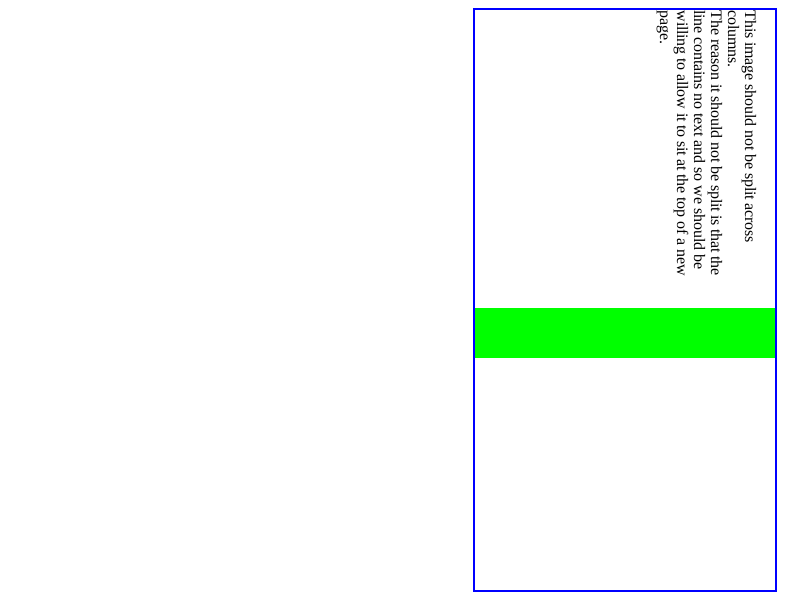 This image should not be split across
columns.
The reason it should not be split is that the
line contains no text and so we should be
willing to allow it to sit at the top of a new
page.